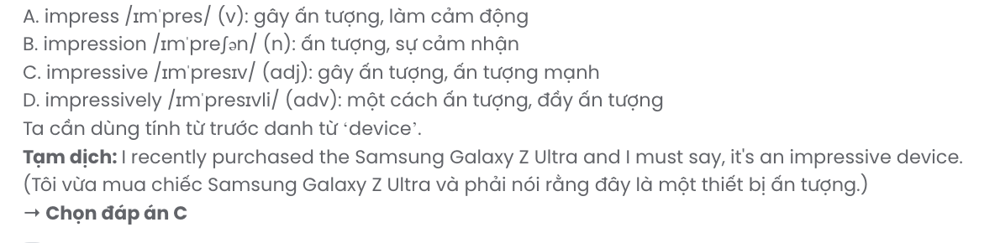 A. impress /ɪmˈpres/ (v): gây ấn tượng, làm cảm động
B. impression /ɪmˈpreʃən/ (n): ấn tượng, sự cảm nhận
C. impressive /ɪmˈpresɪv/ (adj): gây ấn tượng, ấn tượng mạnh
D. impressively /ɪmˈpresɪvli/ (adv): một cách ấn tượng, đầy ấn tượng
Ta cần dùng tính từ trước danh từ ‘device’.
Tạm dịch: I recently purchased the Samsung Galaxy Z Ultra and I must say, it's an impressive device.
(Tôi vừa mua chiếc Samsung Galaxy Z Ultra và phải nói rằng đây là một thiết bị ấn tượng.)
→ Chọn đáp án C